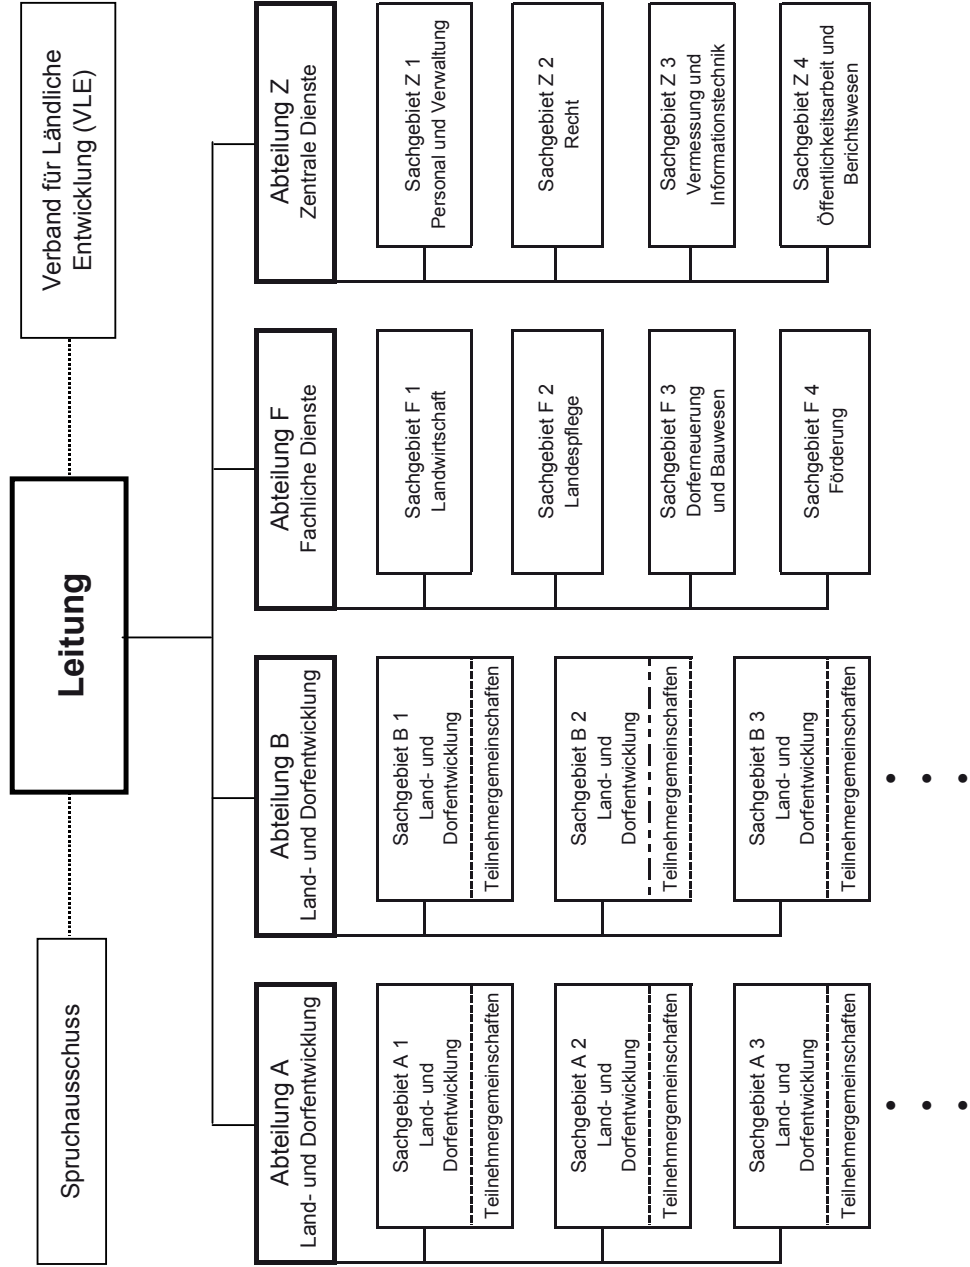 Spruchausschuss
Leitung
Verband für Ländliche
Entwicklung (VLE)
Abteilung A
Land- und Dorfentwicklung
Sachgebiet A 1
Land- und
Dorfentwicklung
Teilnehmergemeinschaften
Sachgebiet A 2
Land- und
Dorfentwicklung
Teilnehmergemeinschaften
Sachgebiet A 3
Land- und
Dorfentwicklung
Teilnehmergemeinschaften
Abteilung B
Land- und Dorfentwicklung
Sachgebiet B 1
Land- und
Dorfentwicklung
Teilnehmergemeinschaften
Sachgebiet B 2
Land- und
Dorfentwicklung
Teilnehmergemeinschaften
Sachgebiet B 3
Land- und
Dorfentwicklung
Teilnehmergemeinschaften
Abteilung F
Fachliche Dienste
Sachgebiet F 1
Landwirtschaft
Sachgebiet F 2
Landespflege
Sachgebiet F 3
Dorferneuerung
und Bauwesen
Sachgebiet F 4
Förderung
Abteilung Z
Zentrale Dienste
Sachgebiet Z 1
Personal und Verwaltung
Sachgebiet Z 2
Recht
Sachgebiet Z 3
Vermessung und
Informationstechnik
Sachgebiet Z 4
Öffentlichkeitsarbeit und
Berichtswesen